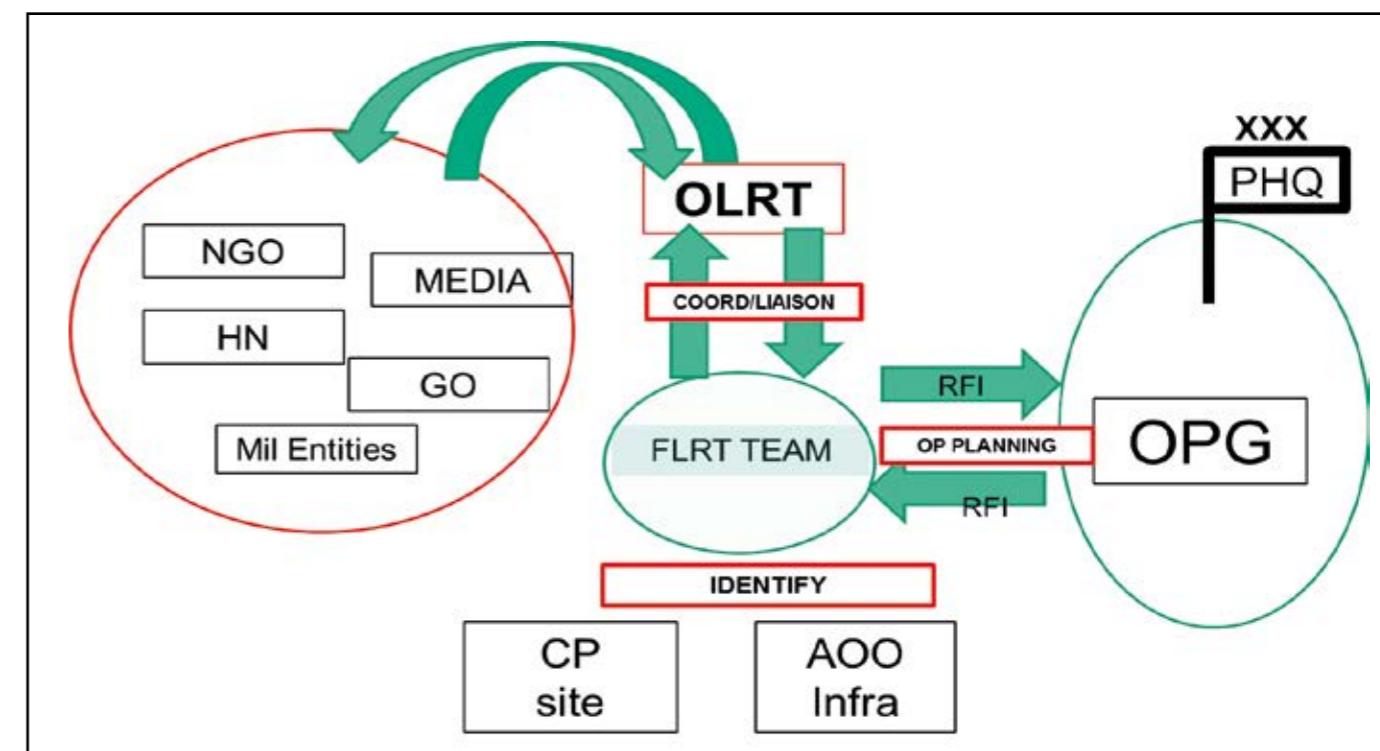 XXX
PHQ
OLRT
NGO
MEDIA
COORD/LIAISON
HN
GO
RFI
Mil Entities
FLRT TEAM
OP PLANNING
OPG
RFI
IDENTIFY
CP
site
AOO
Infra